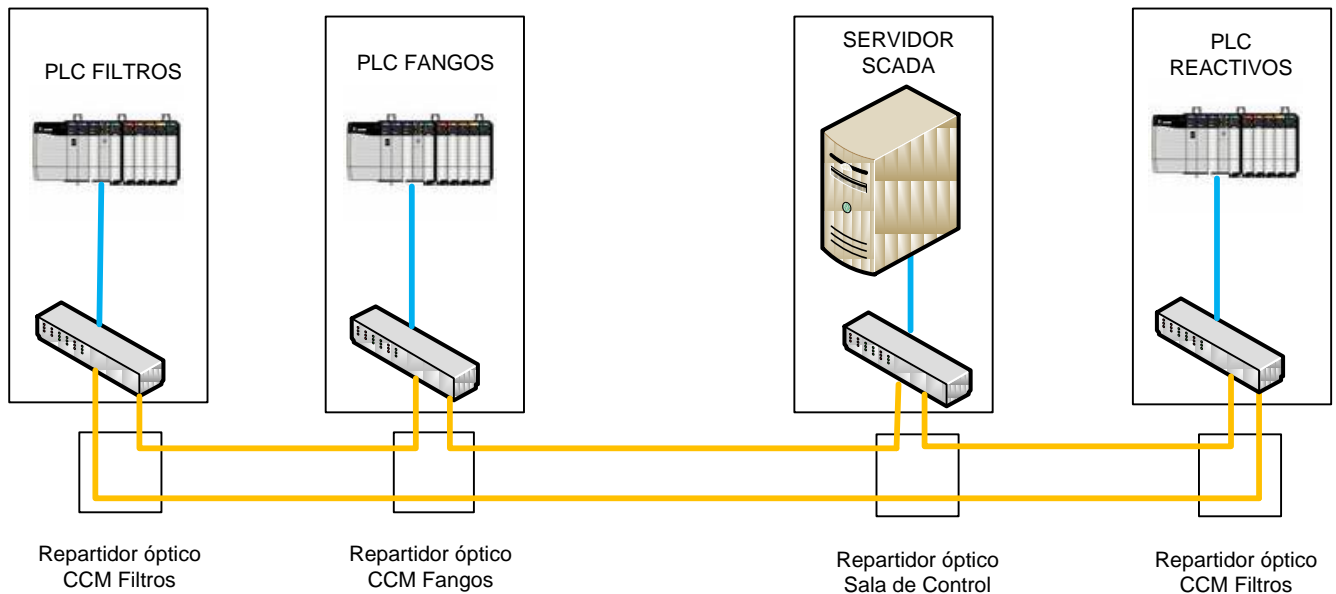 PLC FILTROS
PLC FANGOS
SERVIDOR
SCADA
PLC
REACTIVOS
Repartidor óptico
CCM Filtros
Repartidor óptico
CCM Fangos
Repartidor óptico
Sala de Control
Repartidor óptico
CCM Filtros